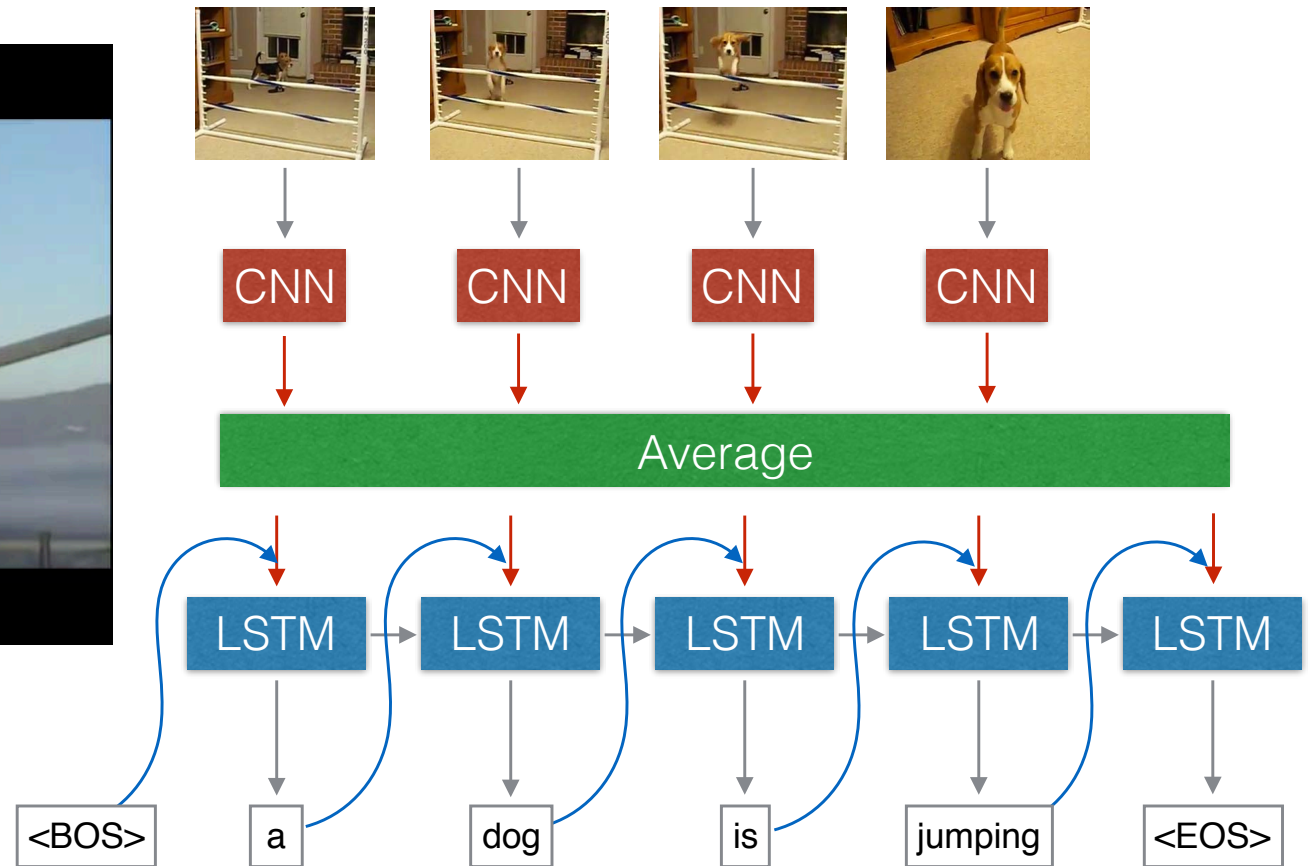 CNN CNN CNN CNN
Average
LSTM LSTM LSTM LSTM LSTM
<BOS> a dog is jumping <EOS>